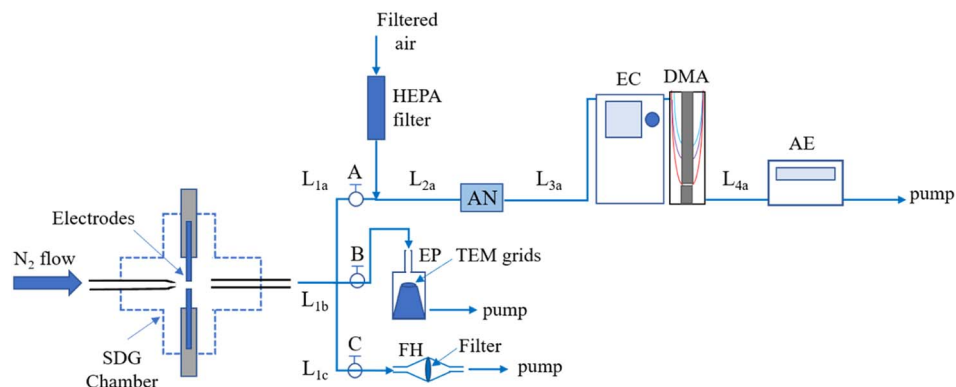 Filtered
air
HEPA
filter
EC
DMA
AE
L1a
A
L2a
AN
L3a
L4a
pump
Electrodes
N2 flow
B
EP
TEM grids
L1b
pump
SDG
Chamber
C
FH
Filter
L1c
pump